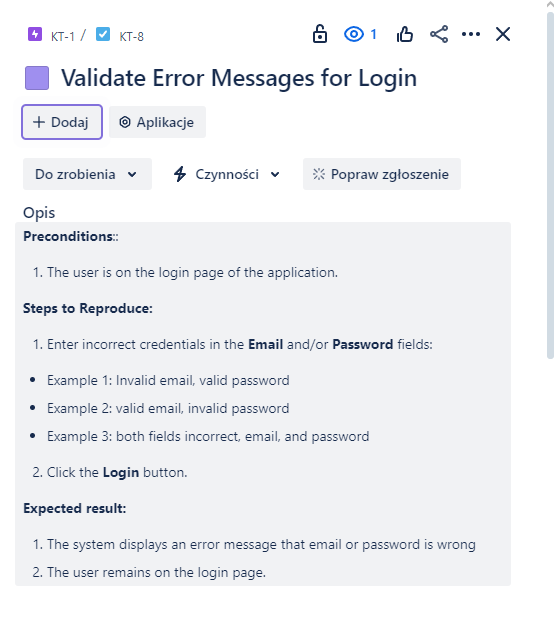 KT-1 / KT-8
1
Validate Error Messages for Login
+ Dodaj
Aplikacje
Do zrobienia
Czynności
Popraw zgłoszenie
Opis
Preconditions::
1. The user is on the login page of the application.
Steps to Reproduce:
1. Enter incorrect credentials in the Email and/or Password fields:
• Example 1: Invalid email, valid password
• Example 2: valid email, invalid password
• Example 3: both fields incorrect, email, and password
2. Click the Login button.
Expected result:
1. The system displays an error message that email or password is wrong
2. The user remains on the login page.